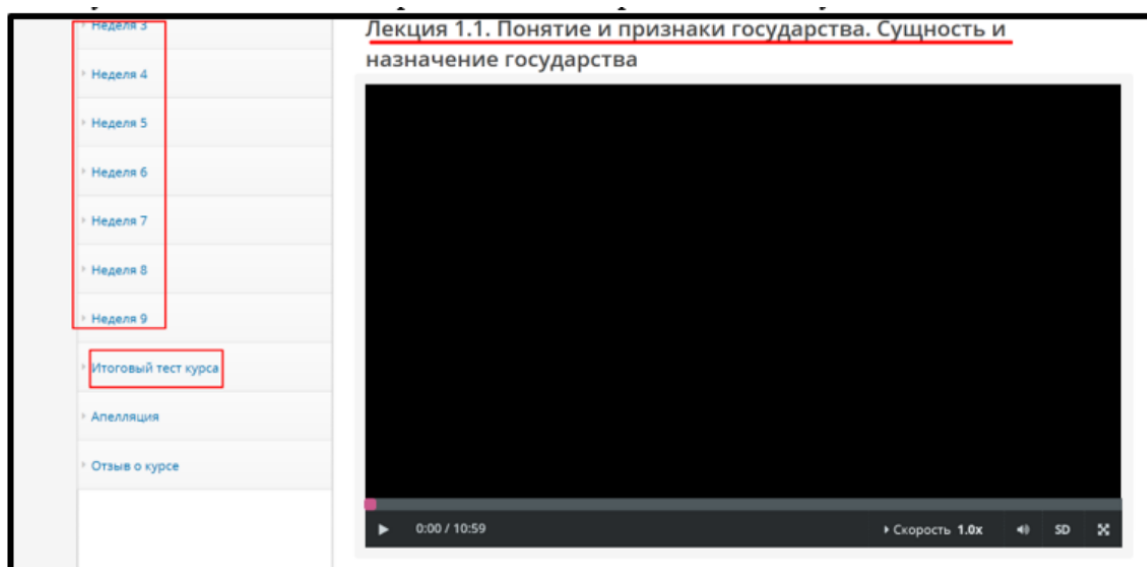 Неделя 3
Неделя 4
Неделя 5
Неделя 6
Неделя 7
Неделя 8
Неделя 9
Итоговый тест курса
Апелляция
Отзыв о курсе
Лекция 1.1. Понятие и признаки государства. Сущность и
назначение государства
0:00 / 10:59
Скорость 1.0x
SD